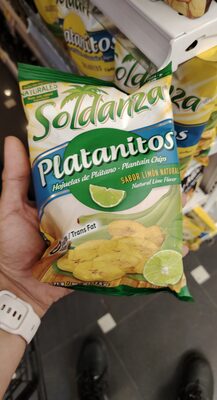 NATURALES
Soldanza
Platanitos
Hojuelas de Plátano - Plantain Chips
SABOR LIMÓN NATURAL
Natural Lime Flavor
Trans Fat